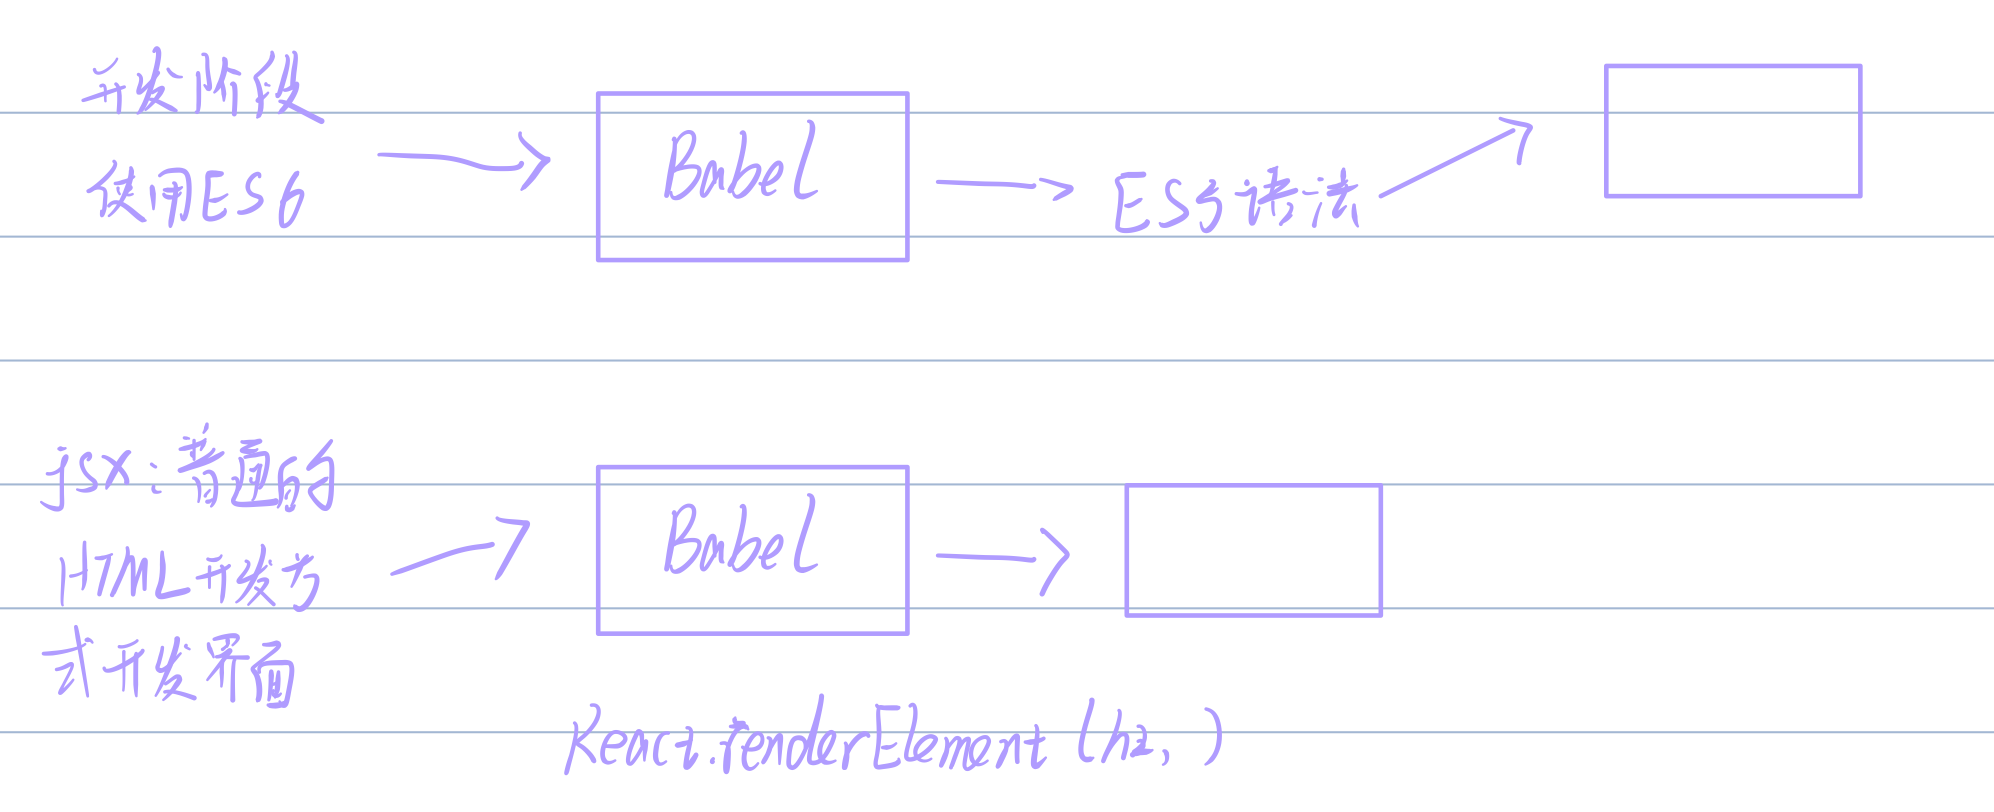 开发阶段
使用ES6
Babel
ES5语法
jsx:普通的
HTML开发方
式开发界面
Babel
React.renderElement (h2, )